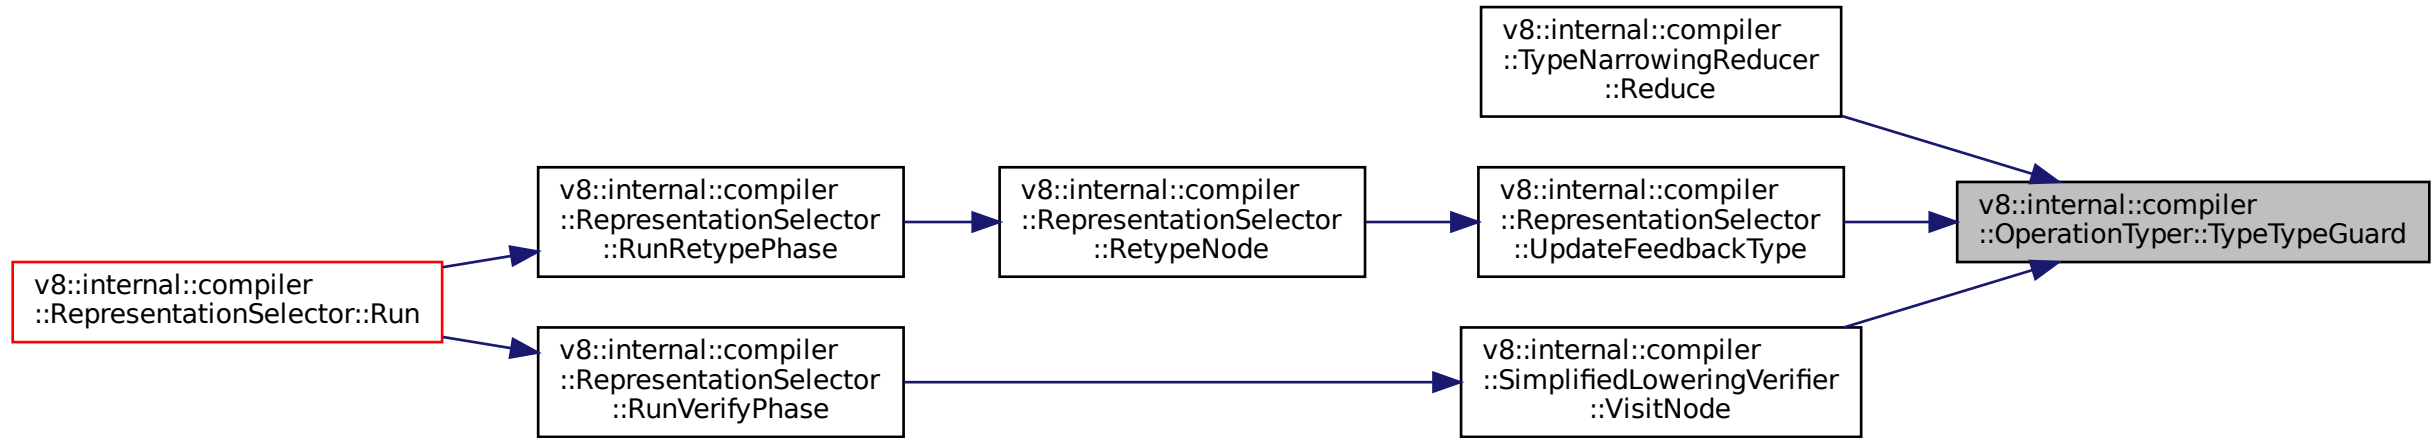 v8::internal::compiler
::TypeNarrowingReducer
::Reduce
v8::internal::compiler
::RepresentationSelector
::RunRetypePhase
v8::internal::compiler
::RepresentationSelector
::RetypeNode
v8::internal::compiler
::RepresentationSelector
::UpdateFeedbackType
v8::internal::compiler
::OperationTyper::TypeTypeGuard
v8::internal::compiler
::RepresentationSelector::Run
v8::internal::compiler
::RepresentationSelector
::RunVerifyPhase
v8::internal::compiler
::SimplifiedLoweringVerifier
::VisitNode